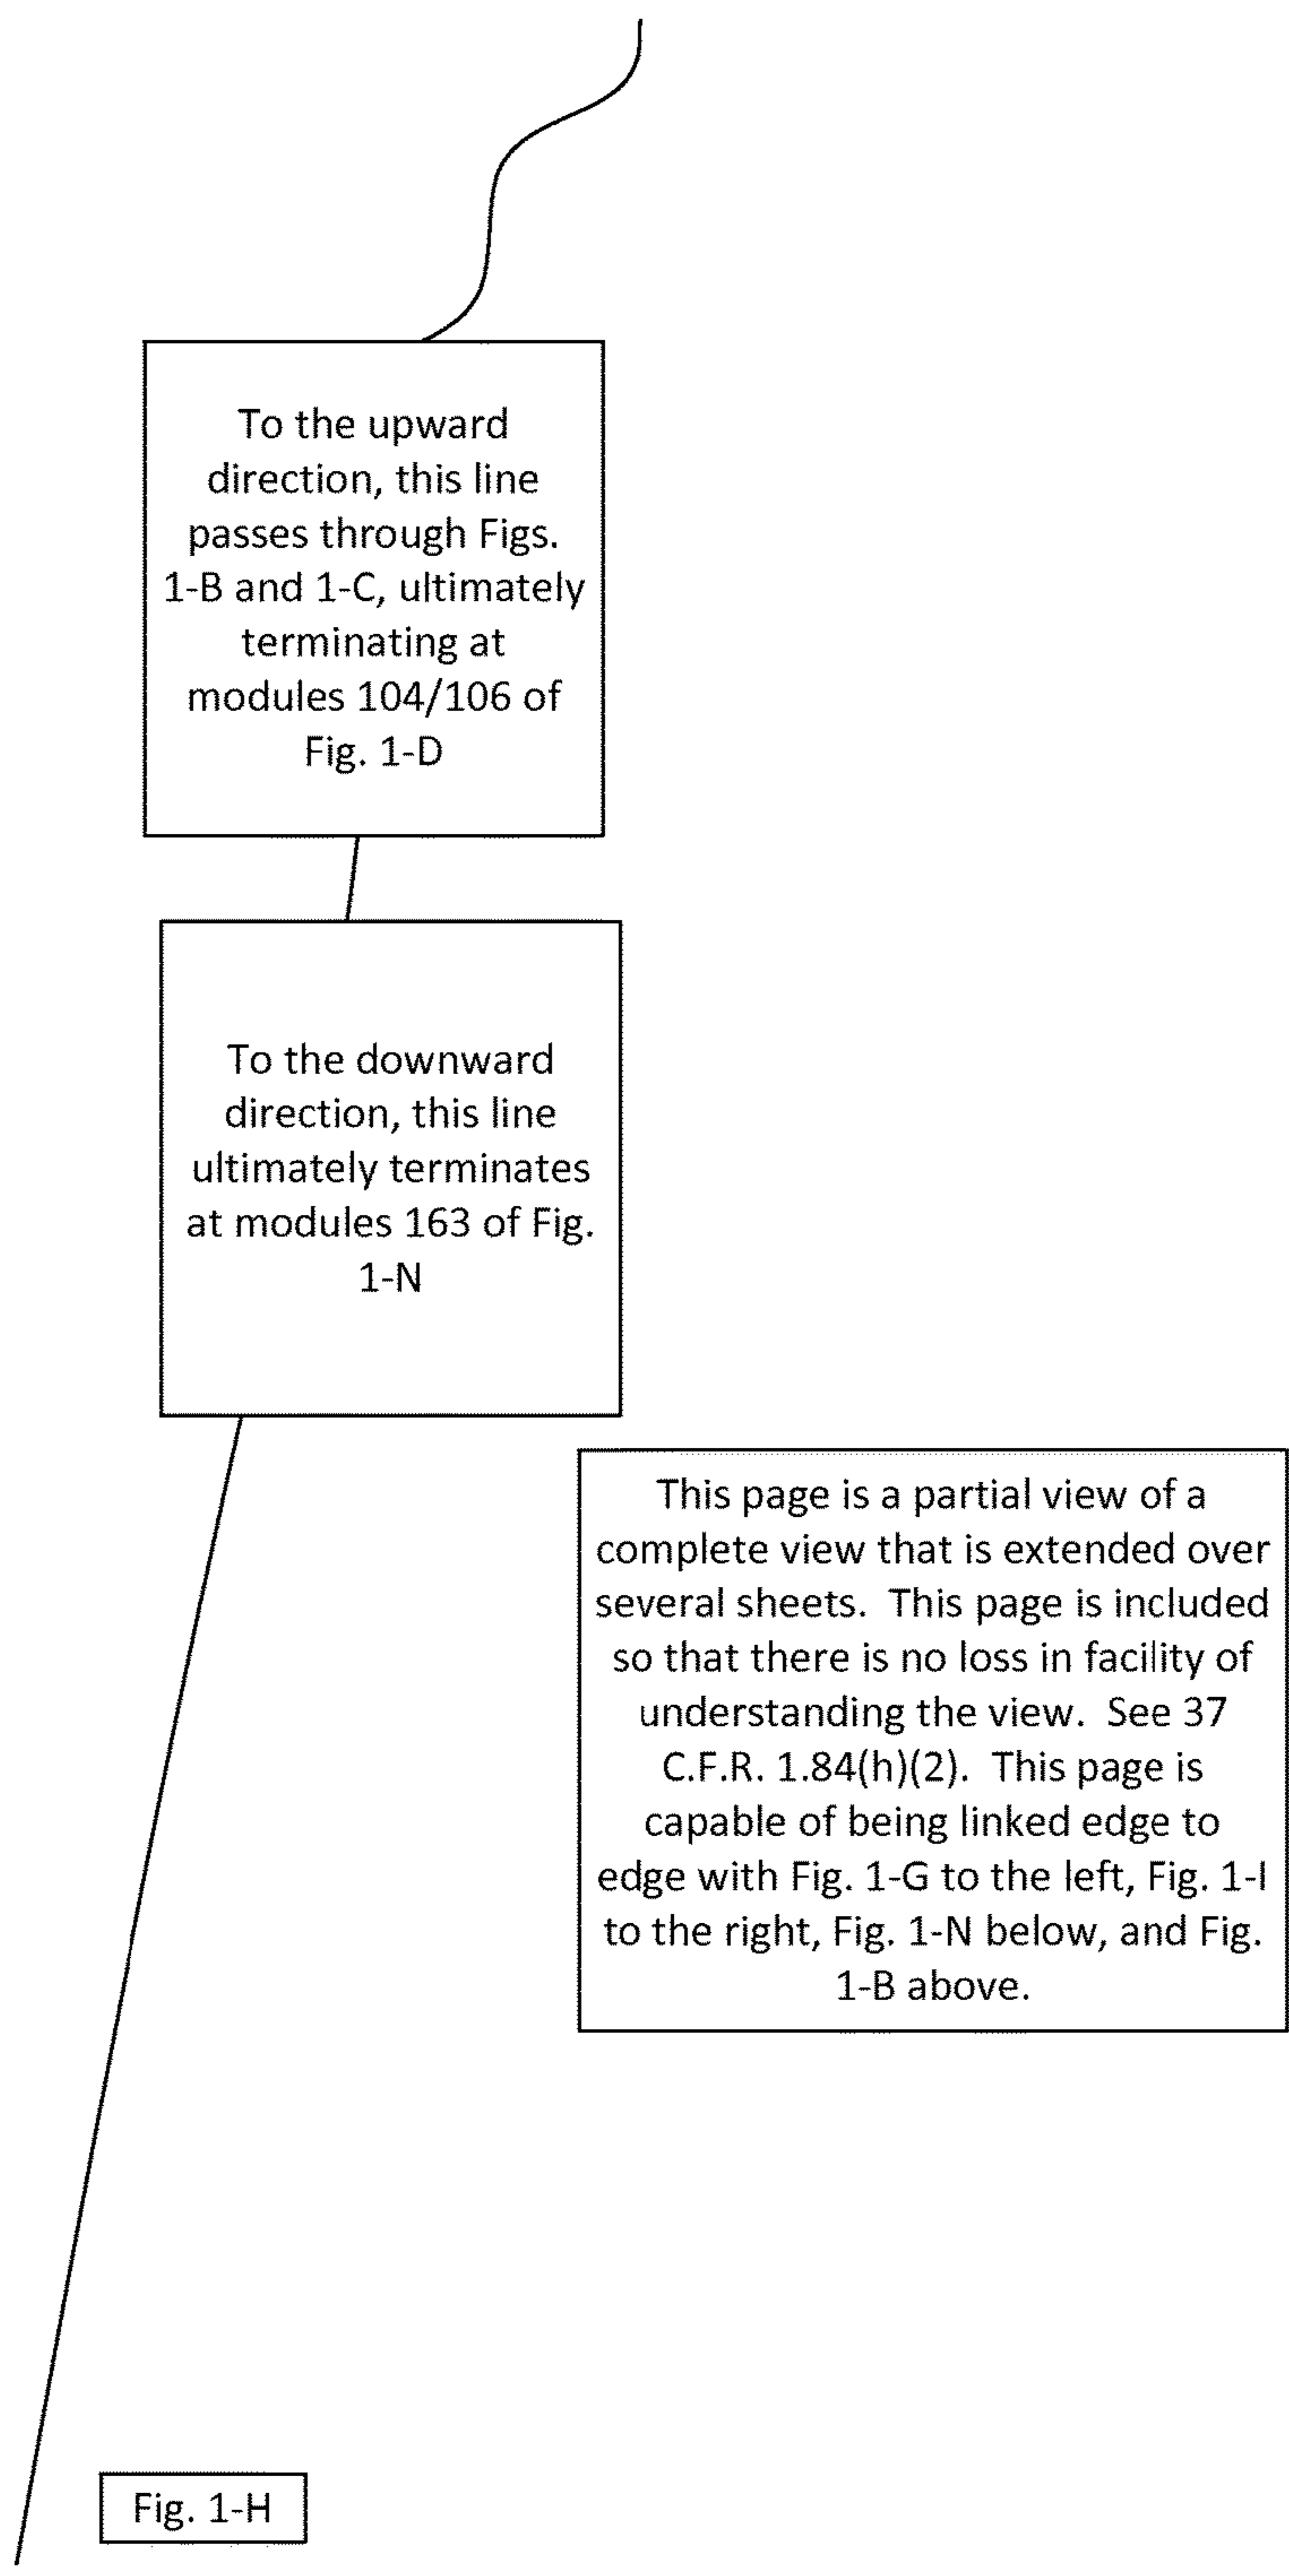 To the upward
direction, this line
passes through Figs.
1-B and 1-C, ultimately
terminating at
modules 104/106 of
Fig. 1-D
To the downward
direction, this line
ultimately terminates
at modules 163 of Fig.
1-N
This page is a partial view of a
complete view that is extended over
several sheets.  This page is included
so that there is no loss in facility of
understanding the view.  See 37
C.F.R. 1.84(h)(2).  This page is
capable of being linked edge to
edge with Fig. 1-G to the left, Fig. 1-I
to the right, Fig. 1-N below, and Fig.
1-B above.
Fig. 1-H